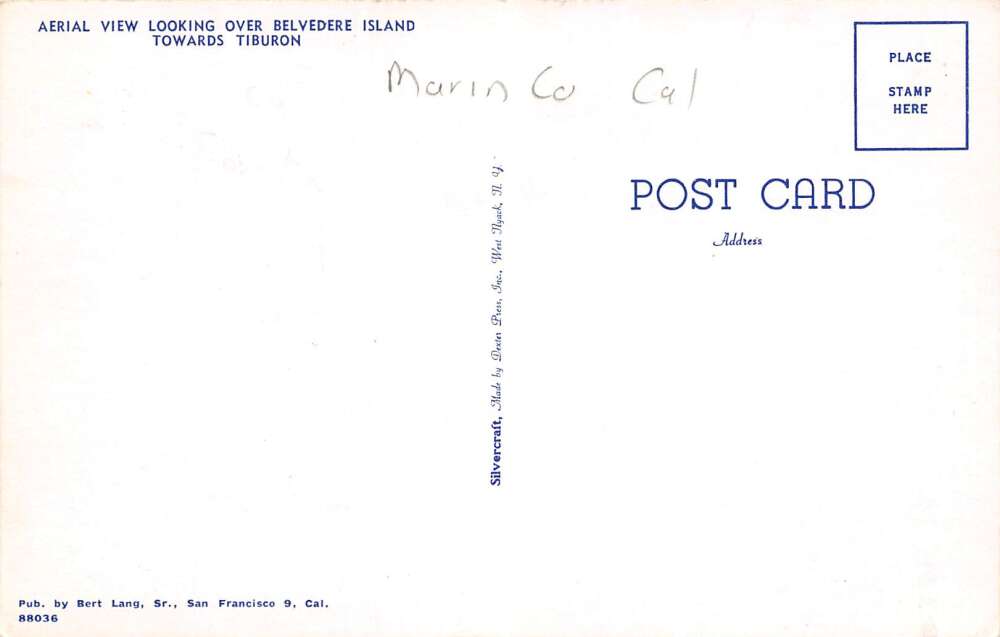 AERIAL VIEW LOOKING OVER BELVEDERE ISLAND
TOWARDS TIBURON
Marin Co Cal
PLACE
STAMP
HERE
POST CARD
Address
Silvercraft, Made by Dexter Press, Inc., West Nyack, N. Y.
Pub. by Bert Lang, Sr., San Francisco 9, Cal.
88036